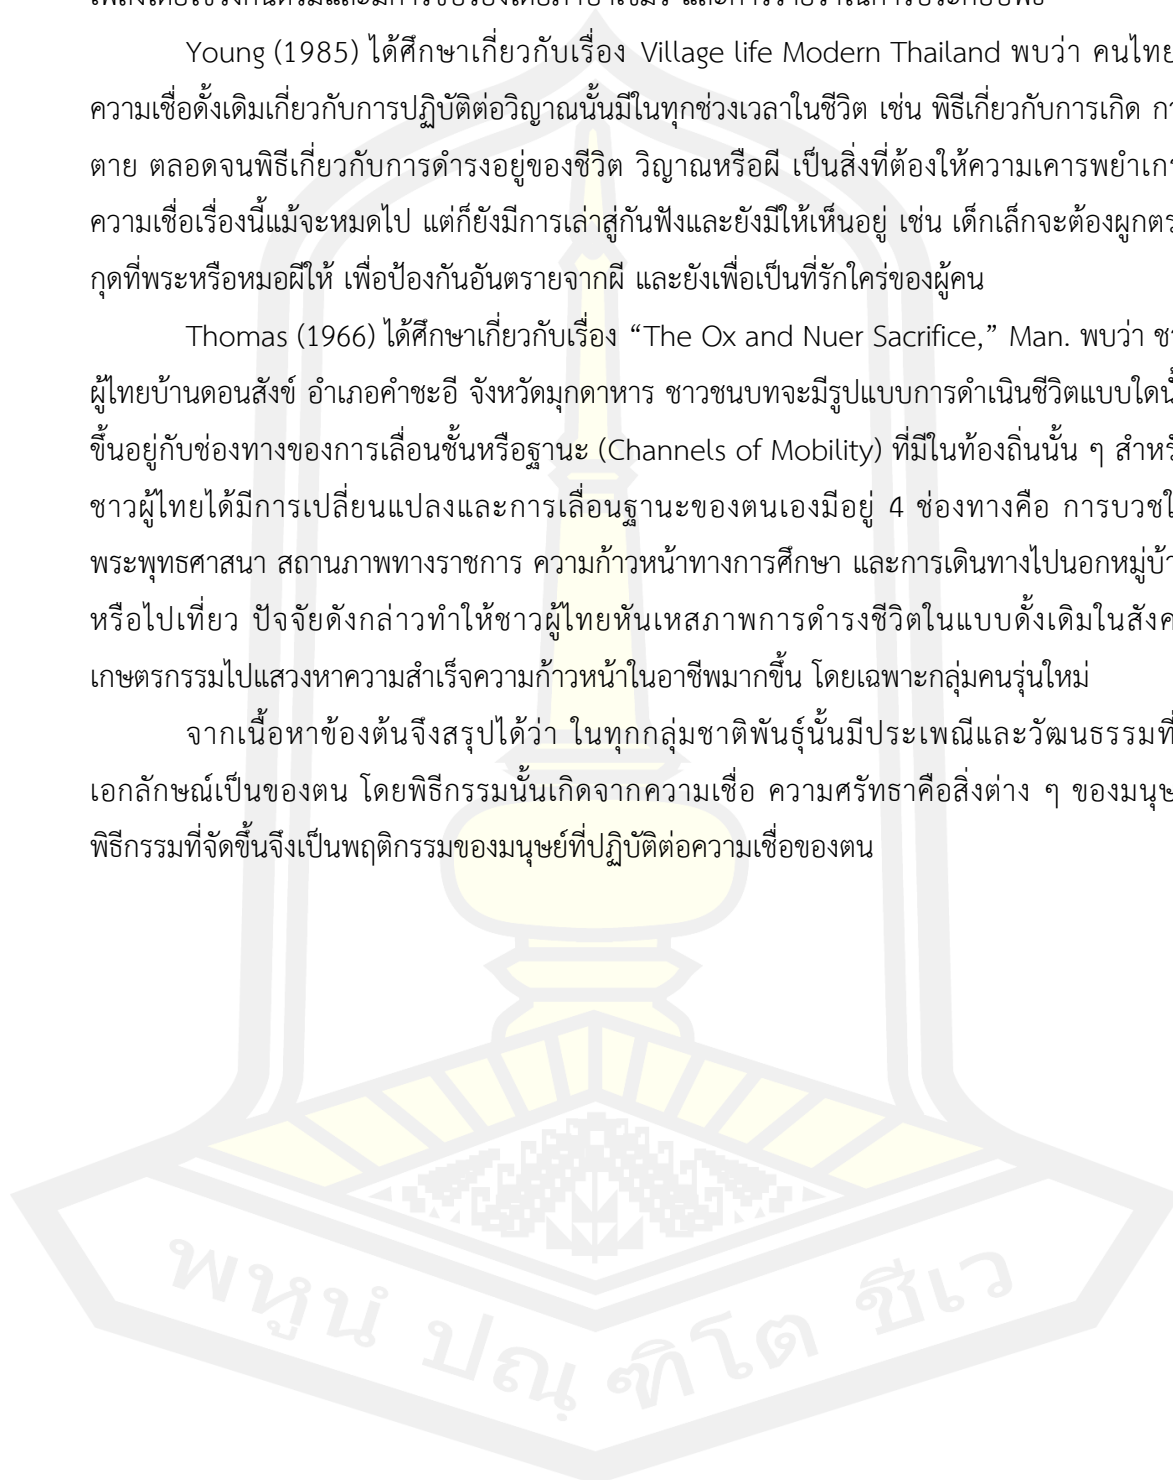 Young (1985) ได้ศึกษาเกี่ยวกับเรื่อง Village life Modern Thailand พบว่า คนไทย
ความเชื่อดั้งเดิมเกี่ยวกับการปฏิบัติต่อวิญาณนั้นมีในทุกช่วงเวลาในชีวิต เช่น พิธีเกี่ยวกับการเกิด
ตาย ตลอดจนพิธีเกี่ยวกับการดำรงอยู่ของชีวิต วิญาณหรือผี เป็นสิ่งที่ต้องให้ความเคารพยำเก
ความเชื่อเรื่องนี้แม้จะหมดไป แต่ก็ยังมีการเล่าสู่กันฟังและยังมีให้เห็นอยู่ เช่น เด็กเล็กจะต้องผูกตร
กุดที่พระหรือหมอผีให้ เพื่อป้องกันอันตรายจากผี และยังเพื่อเป็นที่รักใคร่ของผู้คน
Thomas (1966) ได้ศึกษาเกี่ยวกับเรื่อง “The Ox and Nuer Sacrifice,” Man. พบว่า ชา
ผู้ไทยบ้านดอนสังข์ อำเภอคำชะอี จังหวัดมุกดาหาร ชาวชนบทจะมีรูปแบบการดำเนินชีวิตแบบใดนั้
ขึ้นอยู่กับช่องทางของการเลื่อนชั้นหรือฐานะ (Channels of Mobility) ที่มีในท้องถิ่นนั้น ๆ สำหรั
ชาวผู้ไทยได้มีการเปลี่ยนแปลงและการเลื่อนฐานะของตนเองมีอยู่ 4 ช่องทางคือ การบวชใ
พระพุทธศาสนา สถานภาพทางราชการ ความก้าวหน้าทางการศึกษา และการเดินทางไปนอกหมู่บ้า
หรือไปเที่ยว ปัจจัยดังกล่าวทำให้ชาวผู้ไทยหันเหสภาพการดำรงชีวิตในแบบดั้งเดิมในสังค
เกษตรกรรมไปแสวงหาความสำเร็จความก้าวหน้าในอาชีพมากขึ้น โดยเฉพาะกลุ่มคนรุ่นใหม่
จากเนื้อหาข้องต้นจึงสรุปได้ว่า ในทุกกลุ่มชาติพันธุ์นั้นมีประเพณีและวัฒนธรรมที่
เอกลักษณ์เป็นของตน โดยพิธีกรรมนั้นเกิดจากความเชื่อ ความศรัทธาคือสิ่งต่าง ๆ ของมนุษ
พิธีกรรมที่จัดขึ้นจึงเป็นพฤติกรรมของมนุษย์ที่ปฏิบัติต่อความเชื่อของตน
พหูนํ ปณฺฑิโต ชีเว